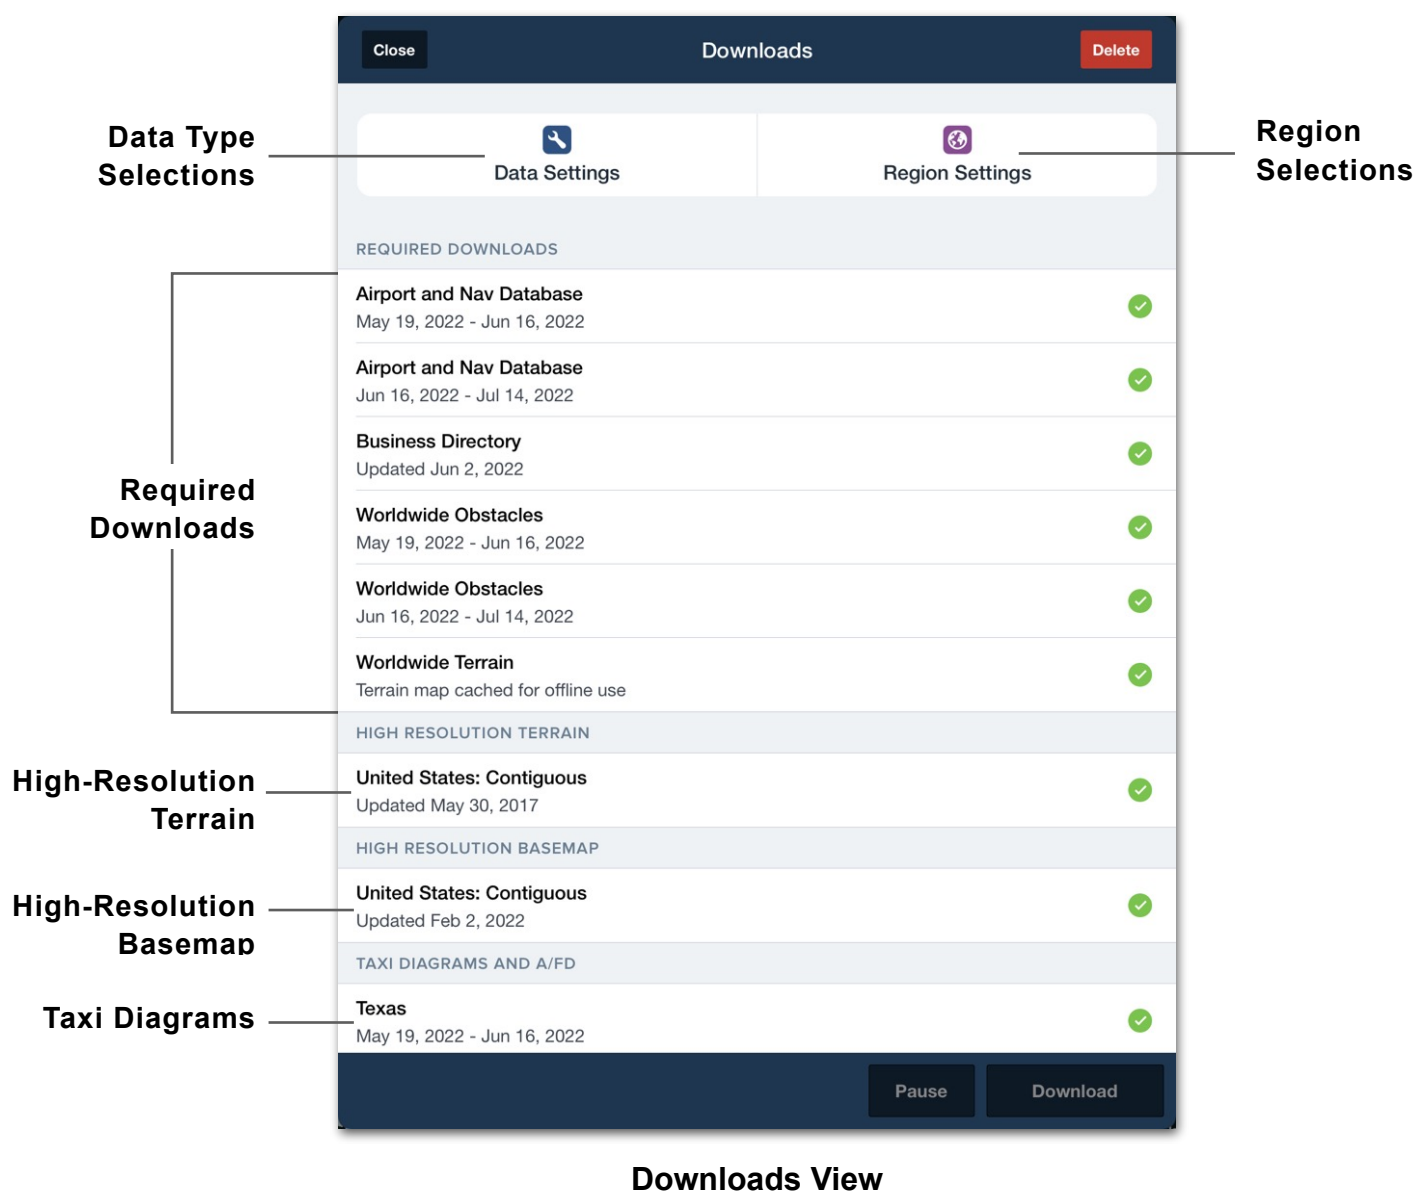 Close
Downloads
Delete
Data Type
Selections
Data Settings
Region Settings
Region
Selections
REQUIRED DOWNLOADS
Airport and Nav Database
May 19, 2022 - Jun 16, 2022
Airport and Nav Database
Jun 16, 2022 - Jul 14, 2022
Business Directory
Updated Jun 2, 2022
Required
Downloads
Worldwide Obstacles
May 19, 2022 - Jun 16, 2022
Worldwide Obstacles
Jun 16, 2022 - Jul 14, 2022
Worldwide Terrain
Terrain map cached for offline use
HIGH RESOLUTION TERRAIN
High-Resolution
Terrain
United States: Contiguous
Updated May 30, 2017
HIGH RESOLUTION BASEMAP
High-Resolution
Basemap
United States: Contiguous
Updated Feb 2, 2022
TAXI DIAGRAMS AND A/FD
Taxi Diagrams
Texas
May 19, 2022 - Jun 16, 2022
Pause
Download
Downloads View